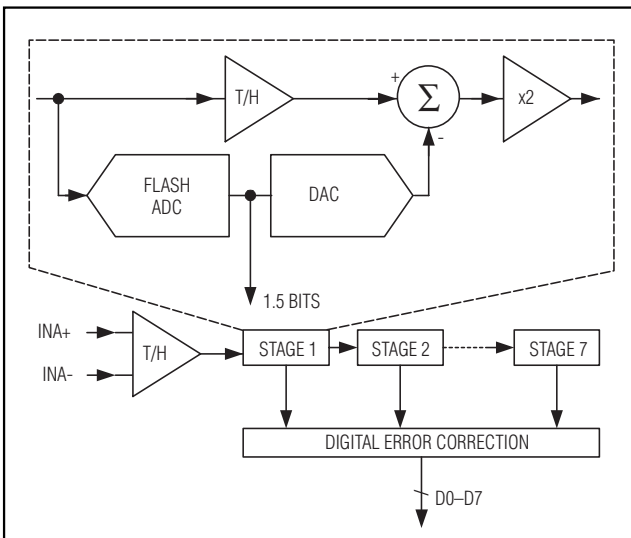 T/H
+
Σ
-
x2
FLASH
ADC
DAC
1.5 BITS
INA+
INA-
T/H
STAGE 1
STAGE 2
STAGE 7
DIGITAL ERROR CORRECTION
D0–D7